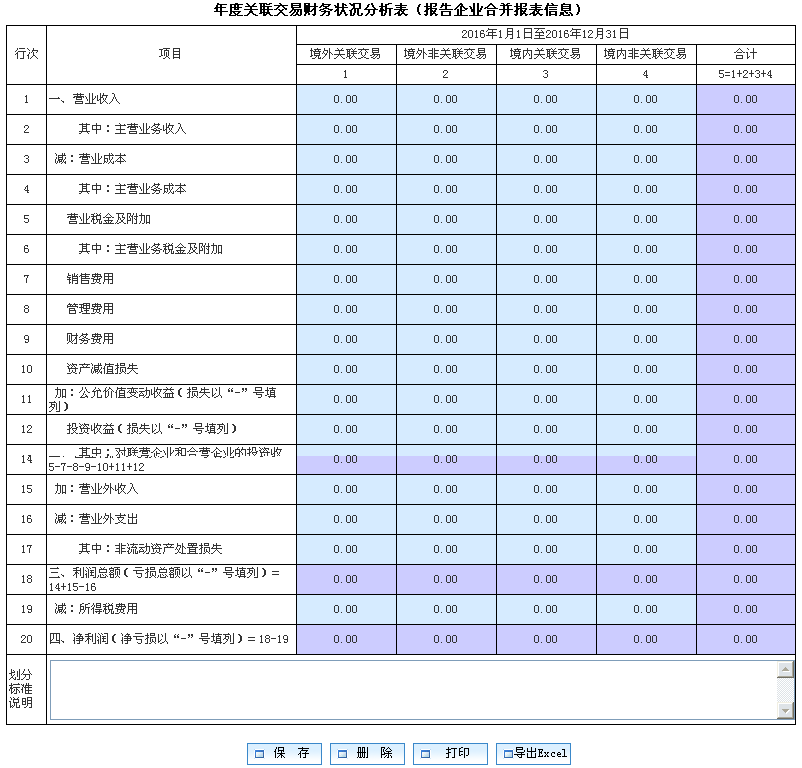 年度关联交易财务状况分析表（报告企业合并报表信息）
行次 项目 2016年1月1日至2016年12月31日
境外关联交易 境外非关联交易 境内关联交易 境内非关联交易 合计
1 2 3 4 5=1+2+3+4
1 一、营业收入 0.00 0.00 0.00 0.00 0.00
2 其中：主营业务收入 0.00 0.00 0.00 0.00 0.00
3 减：营业成本 0.00 0.00 0.00 0.00 0.00
4 其中：主营业务成本 0.00 0.00 0.00 0.00 0.00
5 营业税金及附加 0.00 0.00 0.00 0.00 0.00
6 其中：主营业务税金及附加 0.00 0.00 0.00 0.00 0.00
7 销售费用 0.00 0.00 0.00 0.00 0.00
8 管理费用 0.00 0.00 0.00 0.00 0.00
9 财务费用 0.00 0.00 0.00 0.00 0.00
10 资产减值损失 0.00 0.00 0.00 0.00 0.00
11 加：公允价值变动收益（损失以“-”号填 0.00 0.00 0.00 0.00 0.00
列）
12 投资收益（损失以“-”号填列） 0.00 0.00 0.00 0.00 0.00
14 其中：对联营企业和合营企业的投资收 0.00 0.00 0.00 0.00 0.00
5-7-8-9-10+11+12
15 加：营业外收入 0.00 0.00 0.00 0.00 0.00
16 减：营业外支出 0.00 0.00 0.00 0.00 0.00
17 其中：非流动资产处置损失 0.00 0.00 0.00 0.00 0.00
18 三、利润总额（亏损总额以“-”号填列）＝ 0.00 0.00 0.00 0.00 0.00
14+15-16
19 减：所得税费用 0.00 0.00 0.00 0.00 0.00
20 四、净利润（净亏损以“-”号填列）＝18-19 0.00 0.00 0.00 0.00 0.00
划分
标准
说明
保 存 删 除 打印 导出Excel